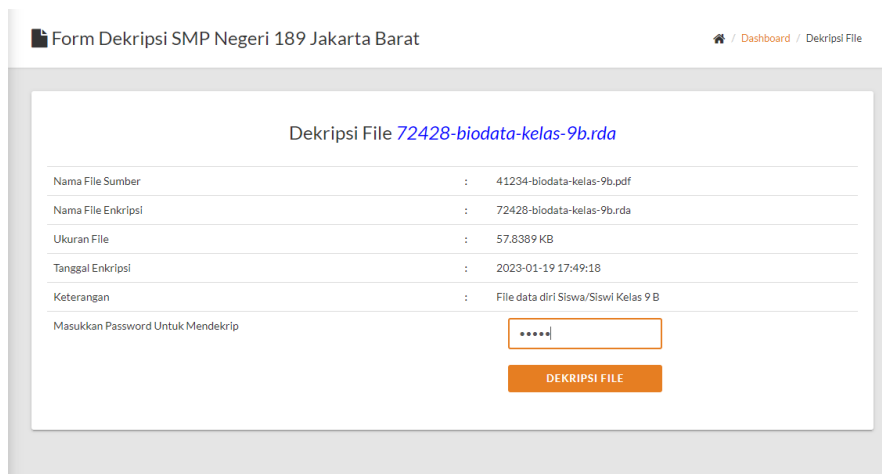 Form Dekripsi SMP Negeri 189 Jakarta Barat
/ Dashboard / Dekripsi File
Dekripsi File 72428-biodata-kelas-9b.rda
Nama File Sumber : 41234-biodata-kelas-9b.pdf
Nama File Enkripsi : 72428-biodata-kelas-9b.rda
Ukuran File : 57.8389 KB
Tanggal Enkripsi : 2023-01-19 17:49:18
Keterangan : File data diri Siswa/Siswi Kelas 9 B
Masukkan Password Untuk Mendekrip
•••••
DEKRIPSI FILE